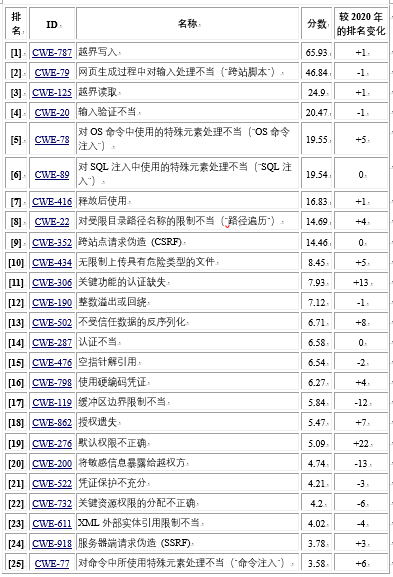 排名 ID 名称 分数 较 2020 年的排名变化
[1] CWE-787 越界写入 65.93 +1
[2] CWE-79 网页生成过程中对输入处理不当（“跨站脚本”） 46.84 -1
[3] CWE-125 越界读取 24.9 +1
[4] CWE-20 输入验证不当 20.47 -1
[5] CWE-78 对 OS 命令中使用的特殊元素处理不当（“OS 命令注入”） 19.55 +5
[6] CWE-89 对 SQL 注入中使用的特殊元素处理不当（“SQL 注入”） 19.54 0
[7] CWE-416 释放后使用 16.83 +1
[8] CWE-22 对受限目录路径名称的限制不当（“路径遍历”） 14.69 +4
[9] CWE-352 跨站点请求伪造 (CSRF) 14.46 0
[10] CWE-434 无限制上传具有危险类型的文件 8.45 +5
[11] CWE-306 关键功能的认证缺失 7.93 +13
[12] CWE-190 整数溢出或回绕 7.12 -1
[13] CWE-502 不受信任数据的反序列化 6.71 +8
[14] CWE-287 认证不当 6.58 0
[15] CWE-476 空指针解引用 6.54 -2
[16] CWE-798 使用硬编码凭证 6.27 +4
[17] CWE-119 缓冲区边界限制不当 5.84 -12
[18] CWE-862 授权遗失 5.47 +7
[19] CWE-276 默认权限不正确 5.09 +22
[20] CWE-200 将敏感信息暴露给越权方 4.74 -13
[21] CWE-522 凭证保护不充分 4.21 -3
[22] CWE-732 关键资源权限的分配不正确 4.2 -6
[23] CWE-611 XML 外部实体引用限制不当 4.02 -4
[24] CWE-918 服务器端请求伪造 (SSRF) 3.78 +3
[25] CWE-77 对命令中所使用特殊元素处理不当（“命令注入”） 3.58 +6